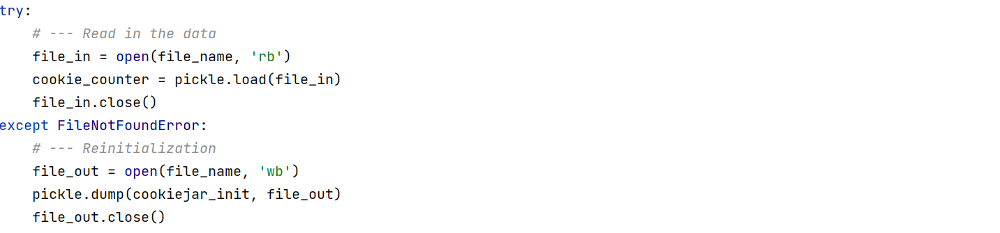 try:
    # --- Read in the data
    file_in = open(file_name, 'rb')
    cookie_counter = pickle.load(file_in)
    file_in.close()
except FileNotFoundError:
    # --- Reinitialization
    file_out = open(file_name, 'wb')
    pickle.dump(cookiejar_init, file_out)
    file_out.close()